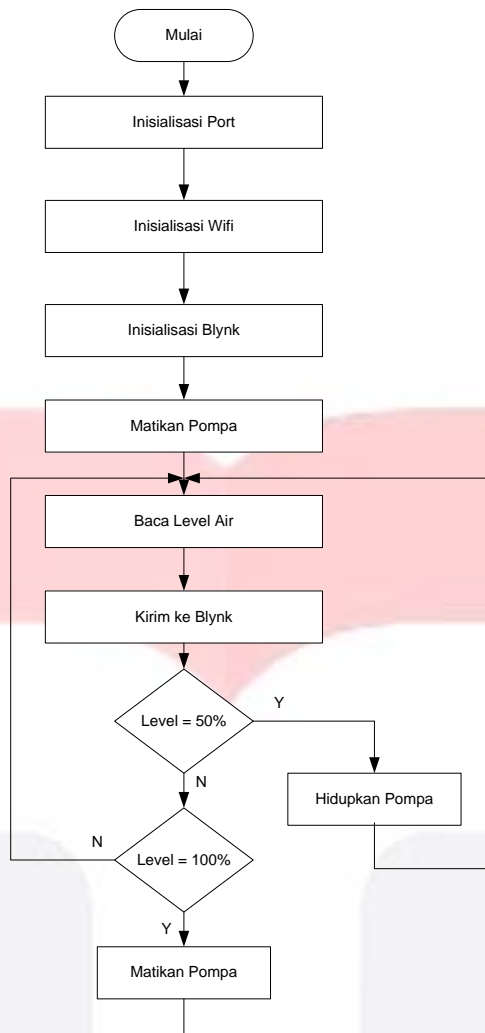 Mulai
Inisialisasi Port
Inisialisasi Wifi
Inisialisasi Blynk
Matikan Pompa
Baca Level Air
Kirim ke Blynk
Level = 50%
Y
N
Hidupkan Pompa
Level = 100%
N
Y
Matikan Pompa